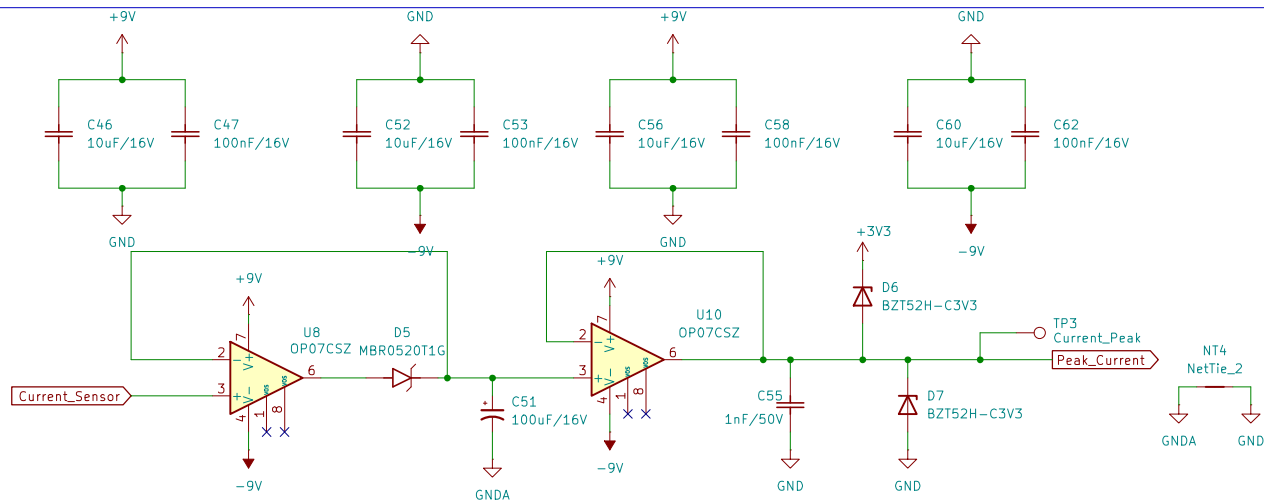 +9V
GND
+9V
GND
C46
10uF/16V
C47
100nF/16V
C52
10uF/16V
C53
100nF/16V
C56
10uF/16V
C58
100nF/16V
C60
10uF/16V
C62
100nF/16V
GND
-9V
GND
-9V
+9V
U8
OP07CSZ
2
3
7
6
4
1
8
V+
V-
VOS
VOS
-9V
Current_Sensor
D5
MBR0520T1G
C51
100uF/16V
GNDA
+9V
U10
OP07CSZ
2
3
7
6
4
1
8
V+
V-
VOS
VOS
-9V
C55
1nF/50V
GND
+3V3
D6
BZT52H-C3V3
D7
BZT52H-C3V3
GND
TP3
Current_Peak
Peak_Current
NT4
NetTie_2
GNDA
GND